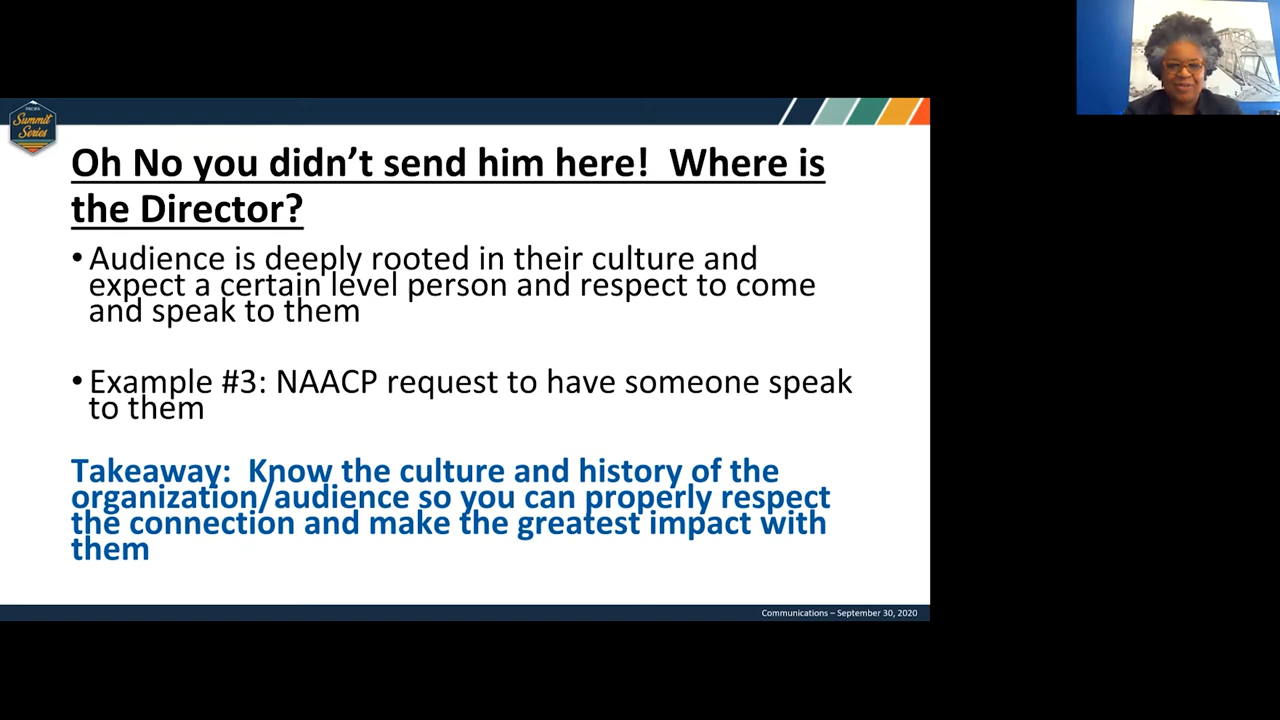 PNCWA
Summit
Series
Oh No you didn't send him here!  Where is
the Director?
•Audience is deeply rooted in their culture and
expect a certain level person and respect to come
and speak to them
•Example #3: NAACP request to have someone speak
to them
Takeaway:  Know the culture and history of the
organization/audience so you can properly respect
the connection and make the greatest impact with
them
Communications – September 30, 2020